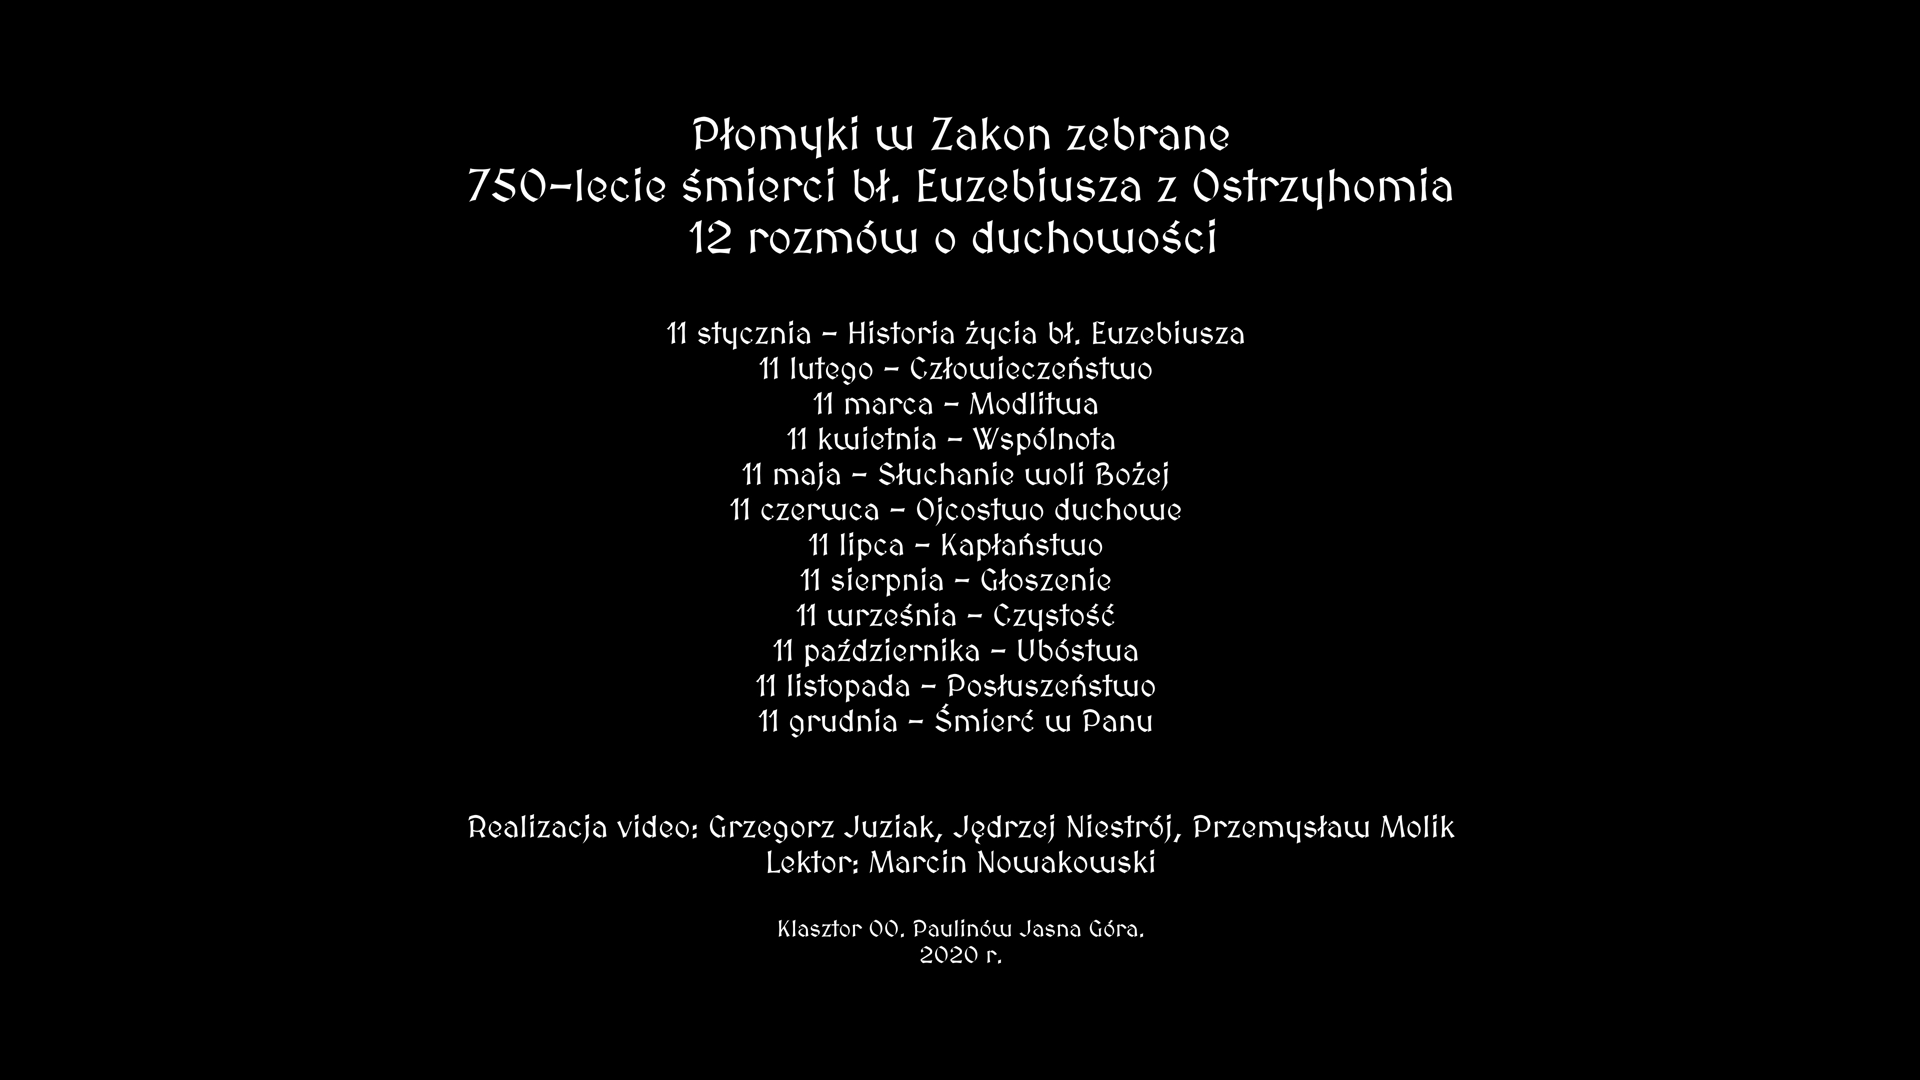 Płomyki w Zakon zebrane
750-lecie śmierci bł. Euzebiusza z Ostrzyhomia
12 rozmów o duchowości
11 stycznia - Historia życia bł. Euzebiusza
11 lutego - Człowieczeństwo
11 marca - Modlitwa
11 kwietnia - Wspólnota
11 maja - Słuchanie woli Bożej
11 czerwca - Ojcostwo duchowe
11 lipca - Kapłaństwo
11 sierpnia - Głoszenie
11 września - Czystość
11 października - Ubóstwa
11 listopada - Posłuszeństwo
11 grudnia - Śmierć w Panu
Realizacja video: Grzegorz Juziak, Jędrzej Niestrój, Przemysław Molik
Lektor: Marcin Nowakowski
Klasztor OO. Paulinów Jasna Góra.
2020 r.